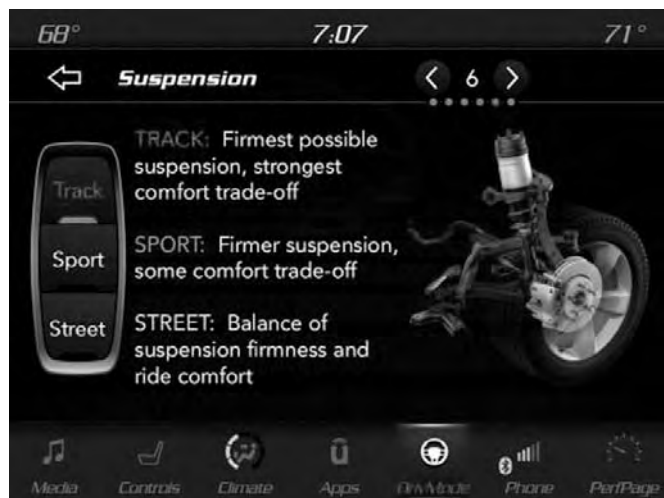 68° 7:07 71°
Suspension 6
TRACK: Firmest possible
suspension, strongest
comfort trade-off
Track
SPORT: Firmer suspension,
some comfort trade-off
Sport
STREET: Balance of
suspension firmness and
ride comfort
Street
Media Controls Climate Apps DrvMode Phone PerfPage